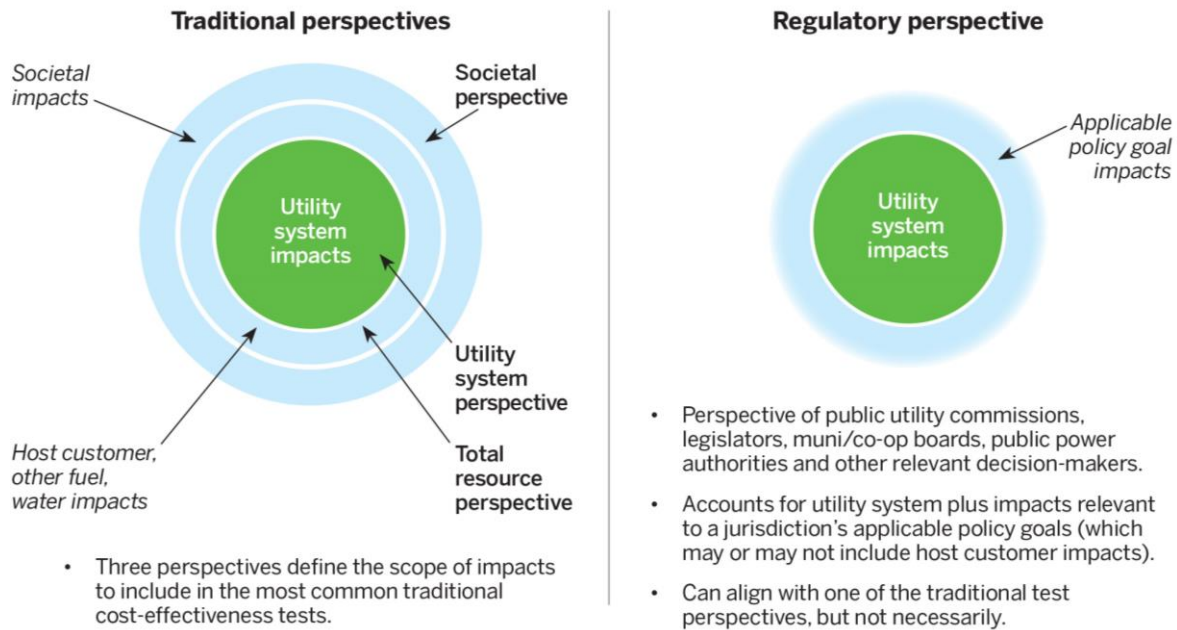 Traditional perspectives
Societal
impacts
Societal
perspective
Utility
system
impacts
Utility
system
perspective
Host customer,
other fuel,
water impacts
Total
resource
perspective
• Three perspectives define the scope of impacts
to include in the most common traditional
cost-effectiveness tests.
Regulatory perspective
Applicable
policy goal
impacts
Utility
system
impacts
• Perspective of public utility commissions,
legislators, muni/co-op boards, public power
authorities and other relevant decision-makers.
• Accounts for utility system plus impacts relevant
to a jurisdiction’s applicable policy goals (which
may or may not include host customer impacts).
• Can align with one of the traditional test
perspectives, but not necessarily.